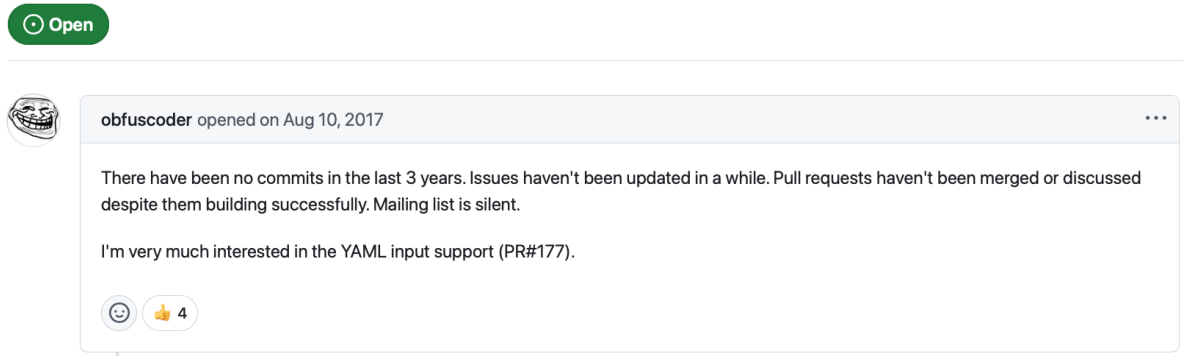 Open
obfuscoder opened on Aug 10, 2017
There have been no commits in the last 3 years. Issues haven't been updated in a while. Pull requests haven't been merged or discussed
despite them building successfully. Mailing list is silent.
I'm very much interested in the YAML input support (PR#177).
👍 4